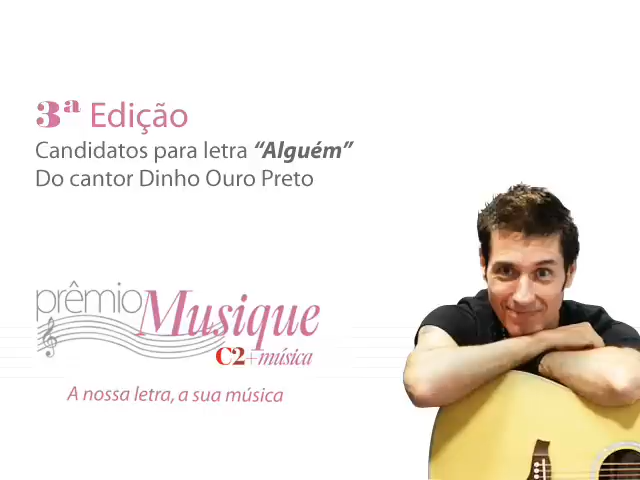 3ª Edição
Candidatos para letra “Alguém”
Do cantor Dinho Ouro Preto
prêmio Musique
C2+música
A nossa letra, a sua música